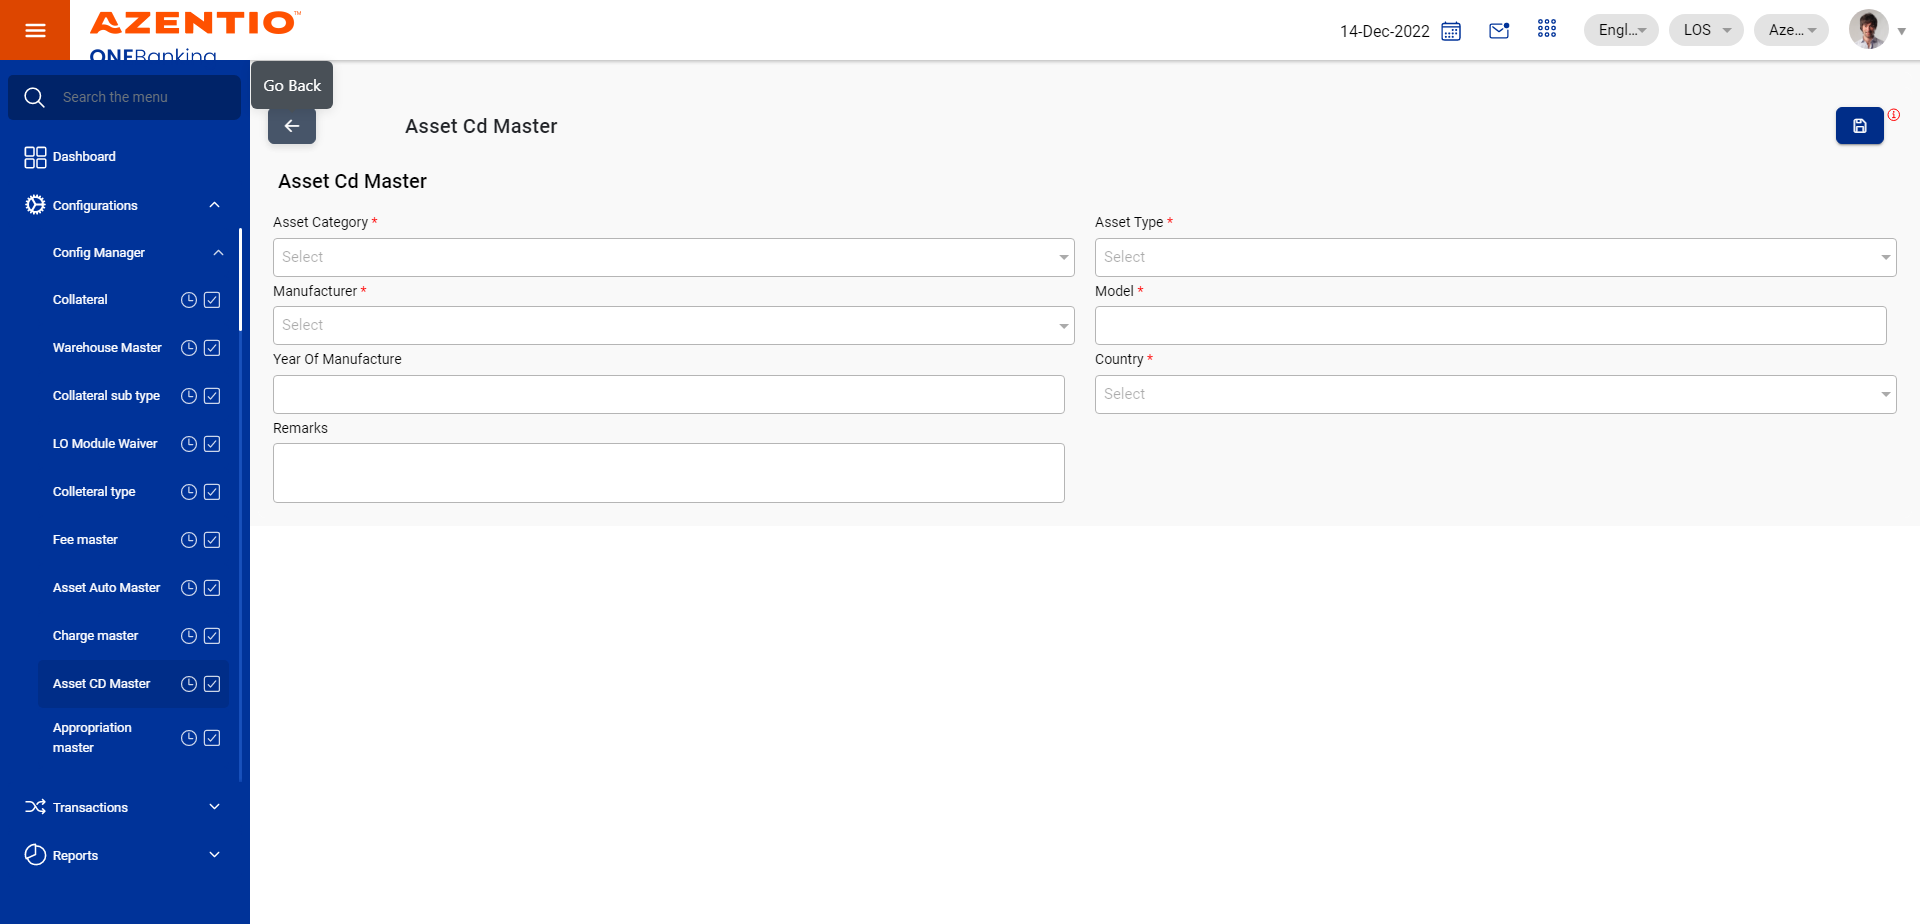 AZENTIO™
ONEBanking
14-Dec-2022
Engl...
LOS
Aze...
Search the menu
Dashboard
Configurations
Config Manager
Collateral
Warehouse Master
Collateral sub type
LO Module Waiver
Colleteral type
Fee master
Asset Auto Master
Charge master
Asset CD Master
Appropriation
master
Transactions
Reports
Go Back
Asset Cd Master
Asset Cd Master
Asset Category *
Select
Asset Type *
Select
Manufacturer *
Select
Model *
Year Of Manufacture
Country *
Select
Remarks